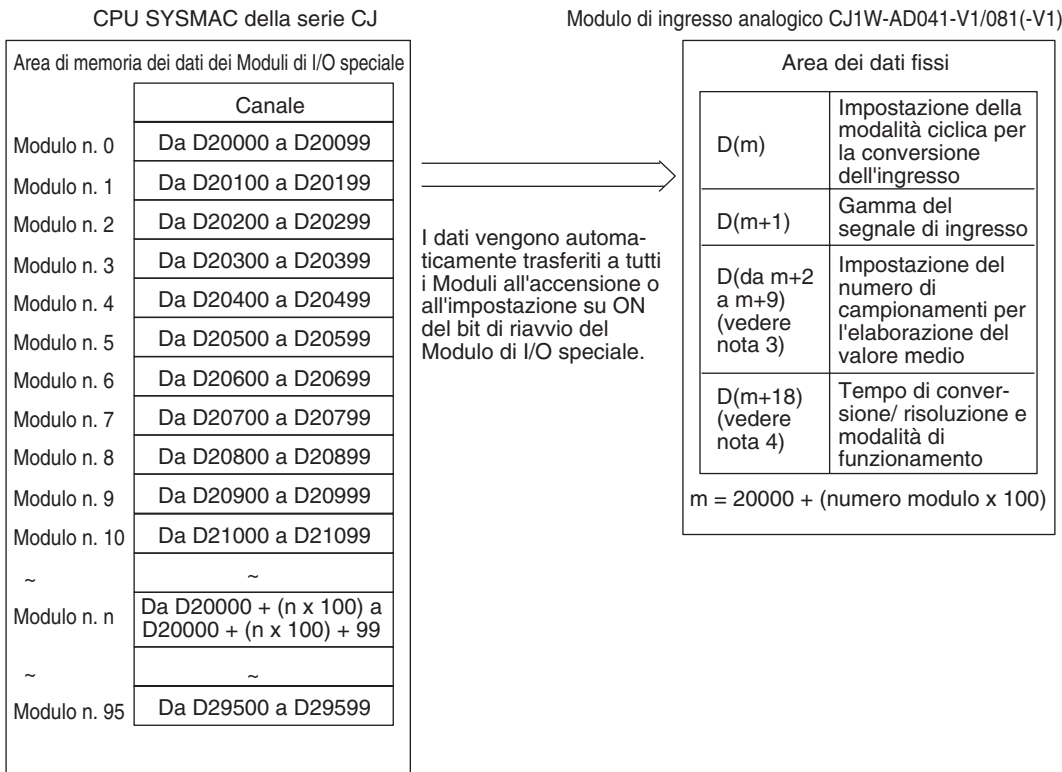 CPU SYSMAC della serie CJ
Area di memoria dei dati dei Moduli di I/O speciale
Canale
Modulo n. 0 Da D20000 a D20099
Modulo n. 1 Da D20100 a D20199
Modulo n. 2 Da D20200 a D20299
Modulo n. 3 Da D20300 a D20399
Modulo n. 4 Da D20400 a D20499
Modulo n. 5 Da D20500 a D20599
Modulo n. 6 Da D20600 a D20699
Modulo n. 7 Da D20700 a D20799
Modulo n. 8 Da D20800 a D20899
Modulo n. 9 Da D20900 a D20999
Modulo n. 10 Da D21000 a D21099
~ ~
Modulo n. n Da D20000 + (n x 100) a
D20000 + (n x 100) + 99
~ ~
Modulo n. 95 Da D29500 a D29599
I dati vengono automa-
ticamente trasferiti a tutti
i Moduli all'accensione o
all'impostazione su ON
del bit di riavvio del
Modulo di I/O speciale.
Modulo di ingresso analogico CJ1W-AD041-V1/081(-V1)
Area dei dati fissi
D(m)
Impostazione della
modalità ciclica per
la conversione
dell'ingresso
D(m+1)
Gamma del
segnale di ingresso
D(da m+2
a m+9)
(vedere
nota 3)
Impostazione del
numero di
campionamenti per
l'elaborazione del
valore medio
D(m+18)
(vedere
nota 4)
Tempo di conver-
sione/ risoluzione e
modalità di
funzionamento
m = 20000 + (numero modulo x 100)